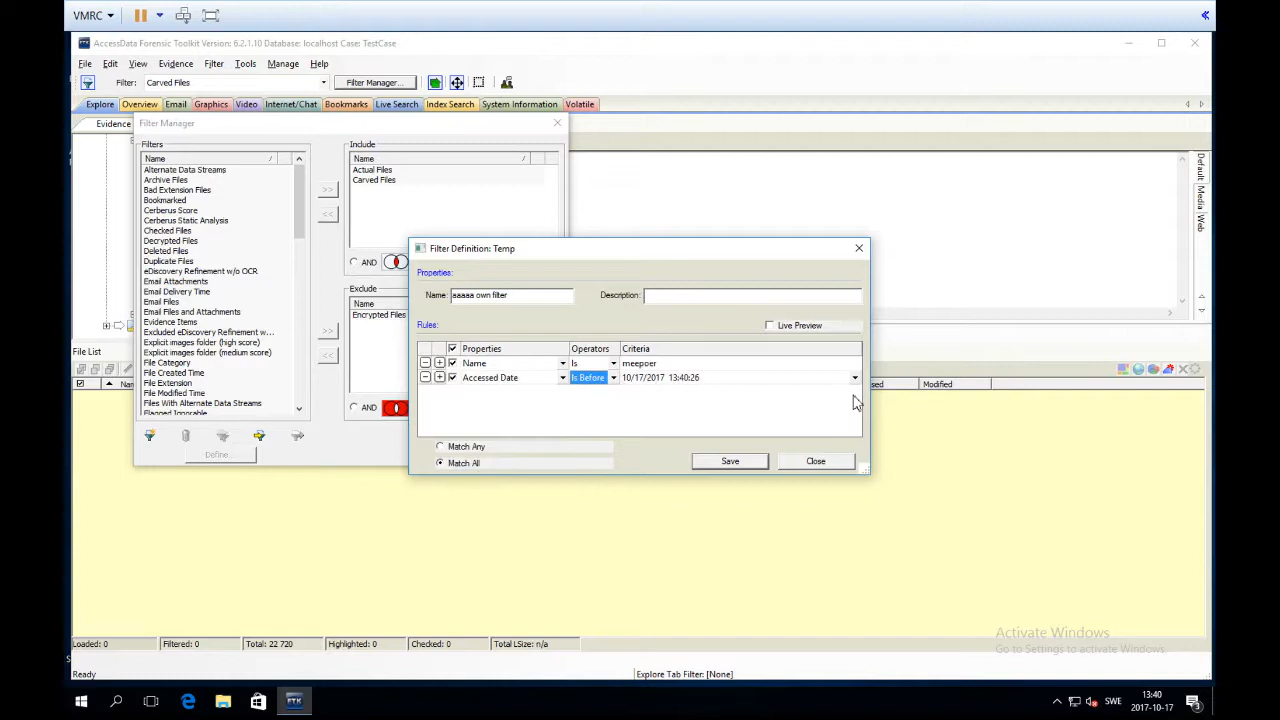 VMRC
AccessData Forensic Toolkit Version: 6.2.1.10 Database: localhost Case: TestCase
File Edit View Evidence Filter Tools Manage Help
Filter: Carved Files Filter Manager...
Explore Overview Email Graphics Internet/Chat Video Bookmarks Live Search Index Search System Information Volatile
Evidence
Filter Manager
Filters
Name
Alternate Data Streams
Archive Files
Bad Extension Files
Bookmarked
Cerberus Score
Cerberus Static Analysis
Checked Files
Decrypted Files
Deleted Files
Duplicate Files
eDiscovery Refinement w/o OCR
Email Attachments
Email Delivery Time
Email Files
Email Files and Attachments
Evidence Items
Excluded eDiscovery Refinement w...
Explicit images folder (high score)
Explicit images folder (medium score)
File Category
File Created Time
File Extension
File Modified Time
Files With Alternate Data Streams
Flagged Ignorable
Define
>>
<<
>>
<<
Include
Name
Actual Files
Carved Files
AND
Exclude
Name
Encrypted Files
AND
Filter Definition: Temp
Properties:
Name: aaaaa own filter Description:
Rules: Live Preview
Properties Operators Criteria
Name Is meepoer
Accessed Date Is Before 10/17/2017 13:40:26
Match Any
Match All
Save Close
Default
Media
Web
File List
Modified
Activate Windows
Go to Settings to activate Windows.
Loaded: 0 Filtered: 0 Total: 22 720 Highlighted: 0 Checked: 0 Total LSize: n/a
Ready Explore Tab Filter: [None]
FTK
SWE
13:40
2017-10-17
3